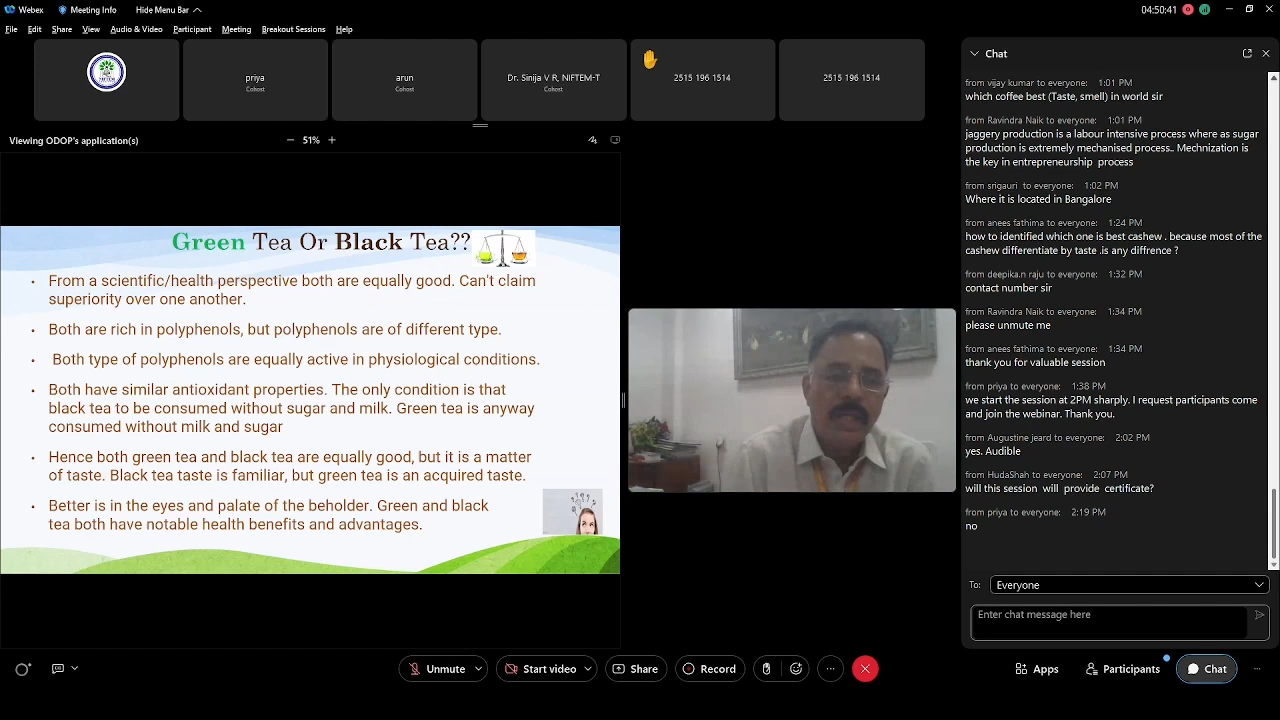 Webex
Meeting Info
Hide Menu Bar
04:50:41
File Edit Share View Audio & Video Participant Meeting Breakout Sessions Help
priya
Cohost
arun
Cohost
Dr. Sinija V R, NIFTEM-T
Cohost
2515 196 1514
2515 196 1514
Viewing ODOP's application(s)
51%
Green Tea Or Black Tea??
• From a scientific/health perspective both are equally good. Can't claim
superiority over one another.
• Both are rich in polyphenols, but polyphenols are of different type.
• Both type of polyphenols are equally active in physiological conditions.
• Both have similar antioxidant properties. The only condition is that
black tea to be consumed without sugar and milk. Green tea is anyway
consumed without milk and sugar
• Hence both green tea and black tea are equally good, but it is a matter
of taste. Black tea taste is familiar, but green tea is an acquired taste.
• Better is in the eyes and palate of the beholder. Green and black
tea both have notable health benefits and advantages.
Chat
from vijay kumar to everyone: 1:01 PM
which coffee best (Taste, smell) in world sir
from Ravindra Naik to everyone: 1:01 PM
jaggery production is a labour intensive process where as sugar
production is extremely mechanised process.. Mechnization is
the key in entrepreneurship process
from srigauri to everyone: 1:02 PM
Where it is located in Bangalore
from anees fathima to everyone: 1:24 PM
how to identified which one is best cashew . because most of the
cashew differentiate by taste .is any diffrence ?
from deepika.n raju to everyone: 1:32 PM
contact number sir
from Ravindra Naik to everyone: 1:34 PM
please unmute me
from anees fathima to everyone: 1:34 PM
thank you for valuable session
from priya to everyone: 1:38 PM
we start the session at 2PM sharply. I request participants come
and join the webinar. Thank you.
from Augustine jeard to everyone: 2:02 PM
yes. Audible
from HudaShah to everyone: 2:07 PM
will this session will provide certificate?
from priya to everyone: 2:19 PM
no
To: Everyone
Enter chat message here
Unmute
Start video
Share
Record
Apps
Participants
Chat